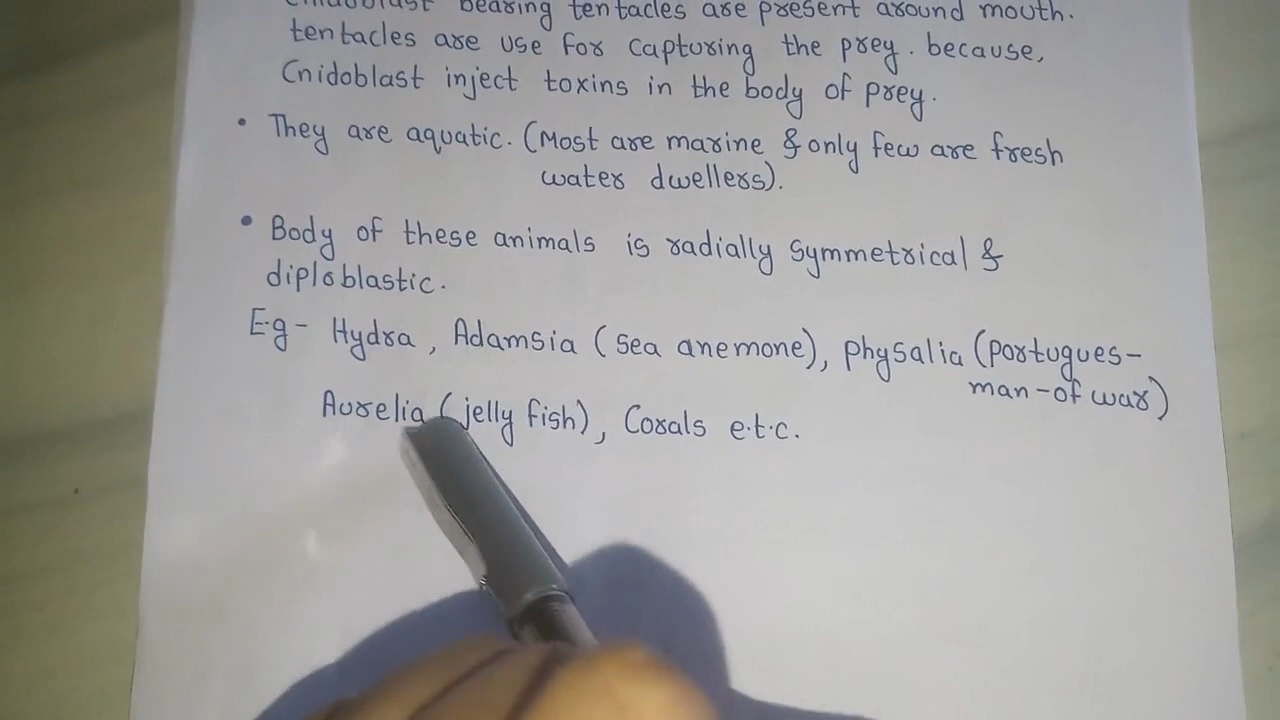 Cnidoblast bearing tentacles are present around mouth.
tentacles are use for capturing the prey. because,
Cnidoblast inject toxins in the body of prey.
• They are aquatic. (Most are marine & only few are fresh
water dwellers).
• Body of these animals is radially symmetrical &
diploblastic.
E.g- Hydra, Adamsia (sea anemone), Physalia (portugues-
man-of war)
Aurelia (jelly fish), Corals e.t.c.